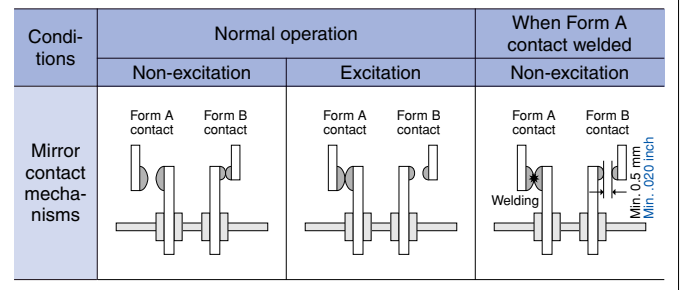 Condi-
tions
Normal operation
When Form A
contact welded
Non-excitation
Excitation
Non-excitation
Mirror
contact
mecha-
nisms
Form A
contact
Form B
contact
Form A
contact
Form B
contact
Form A
contact
Form B
contact
Welding
Min. 0.5 mm
Min. .020 inch